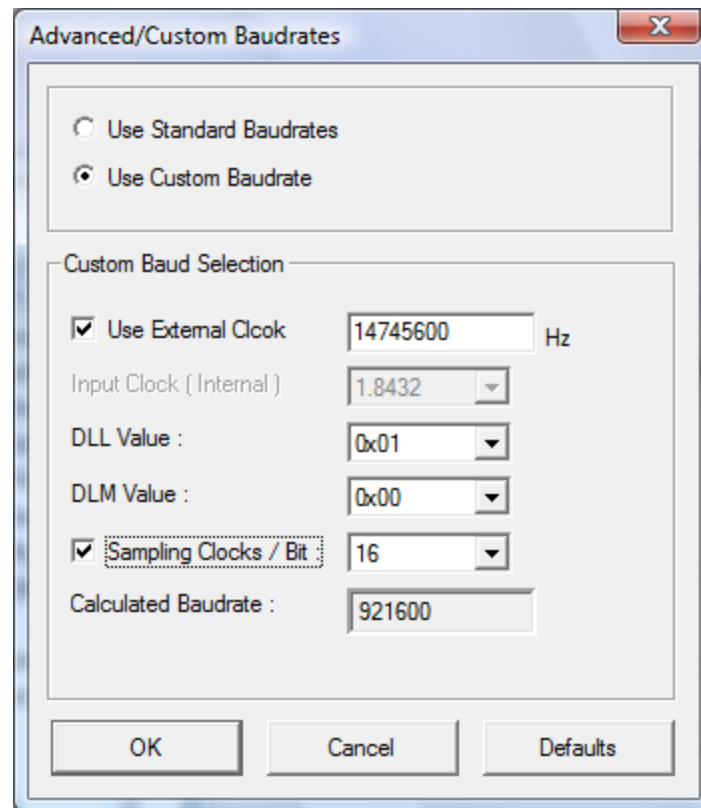 Advanced/Custom Baudrates
Use Standard Baudrates
Use Custom Baudrate
Custom Baud Selection
Use External Clcok 14745600 Hz
Input Clock ( Internal ) 1.8432
DLL Value : 0x01
DLM Value : 0x00
Sampling Clocks / Bit : 16
Calculated Baudrate : 921600
OK Cancel Defaults